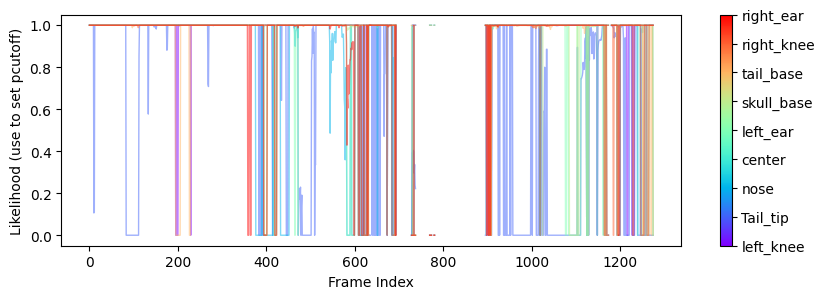 Likelihood (use to set pcutoff)
1.0
0.8
0.6
0.4
0.2
0.0
0
200
400
600
800
1000
1200
Frame Index
right_ear
right_knee
tail_base
skull_base
left_ear
center
nose
Tail_tip
left_knee